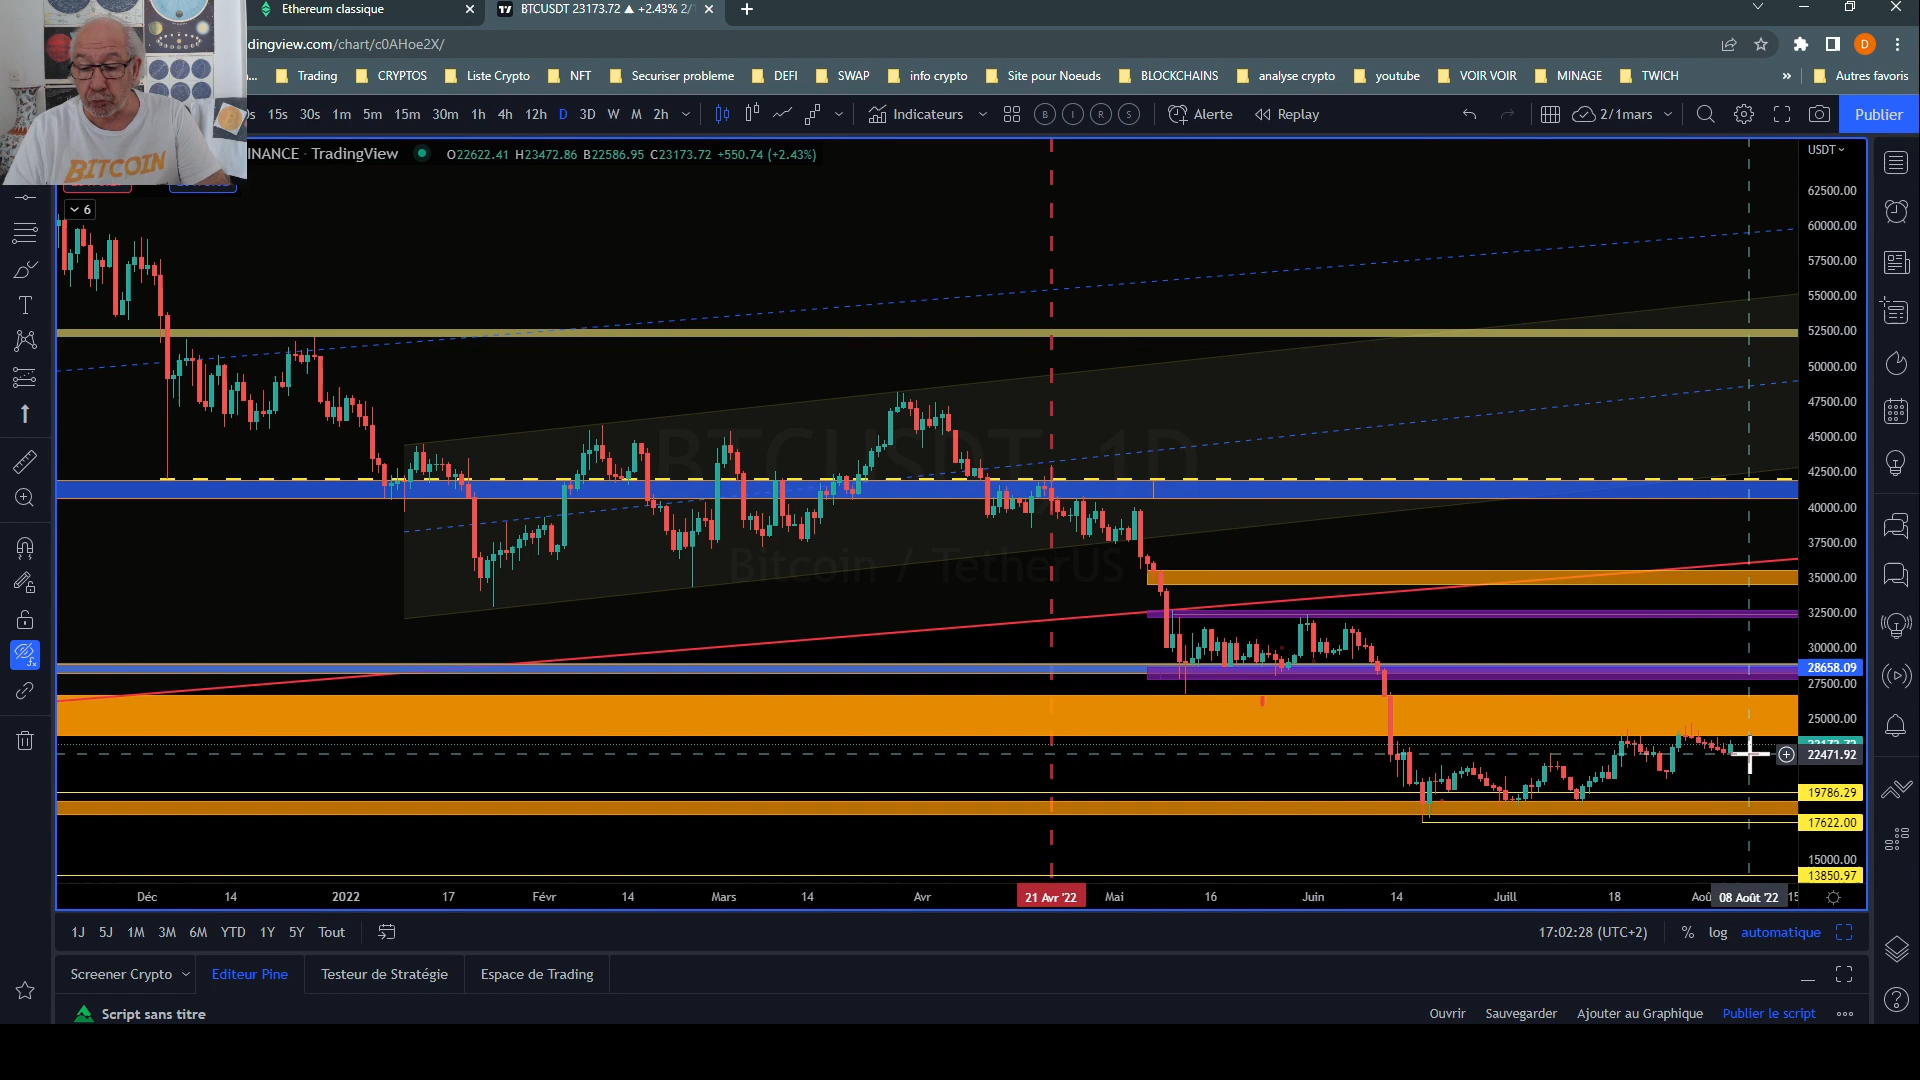 Ethereum classique
BTCUSDT 23173.72 ▲ +2.43% 2/
dingview.com/chart/c0AHoe2X/
D
Trading CRYPTOS Liste Crypto NFT Securiser probleme DEFI SWAP info crypto Site pour Noeuds BLOCKCHAINS analyse crypto youtube VOIR VOIR MINAGE TWICH » Autres favoris
15s 30s 1m 5m 15m 30m 1h 4h 12h D 3D W M 2h Indicateurs B I R S Alerte Replay 2/1mars Publier
BITCOIN
INANCE · TradingView O22622.41 H23472.86 B22586.95 C23173.72 +550.74 (+2.43%)
USDT
6
62500.00
60000.00
57500.00
55000.00
52500.00
50000.00
47500.00
45000.00
42500.00
40000.00
37500.00
35000.00
32500.00
30000.00
28658.09
27500.00
25000.00
22471.92
19786.29
17622.00
15000.00
13850.97
BTCUSDT, 1D
Bitcoin / TetherUS
Déc 14 2022 17 Févr 14 Mars 14 Avr 21 Avr '22 Mai 16 Juin 14 Juill 18 Aoû 08 Août '22 15
1J 5J 1M 3M 6M YTD 1Y 5Y Tout 17:02:28 (UTC+2) % log automatique
Screener Crypto Editeur Pine Testeur de Stratégie Espace de Trading
Script sans titre Ouvrir Sauvegarder Ajouter au Graphique Publier le script